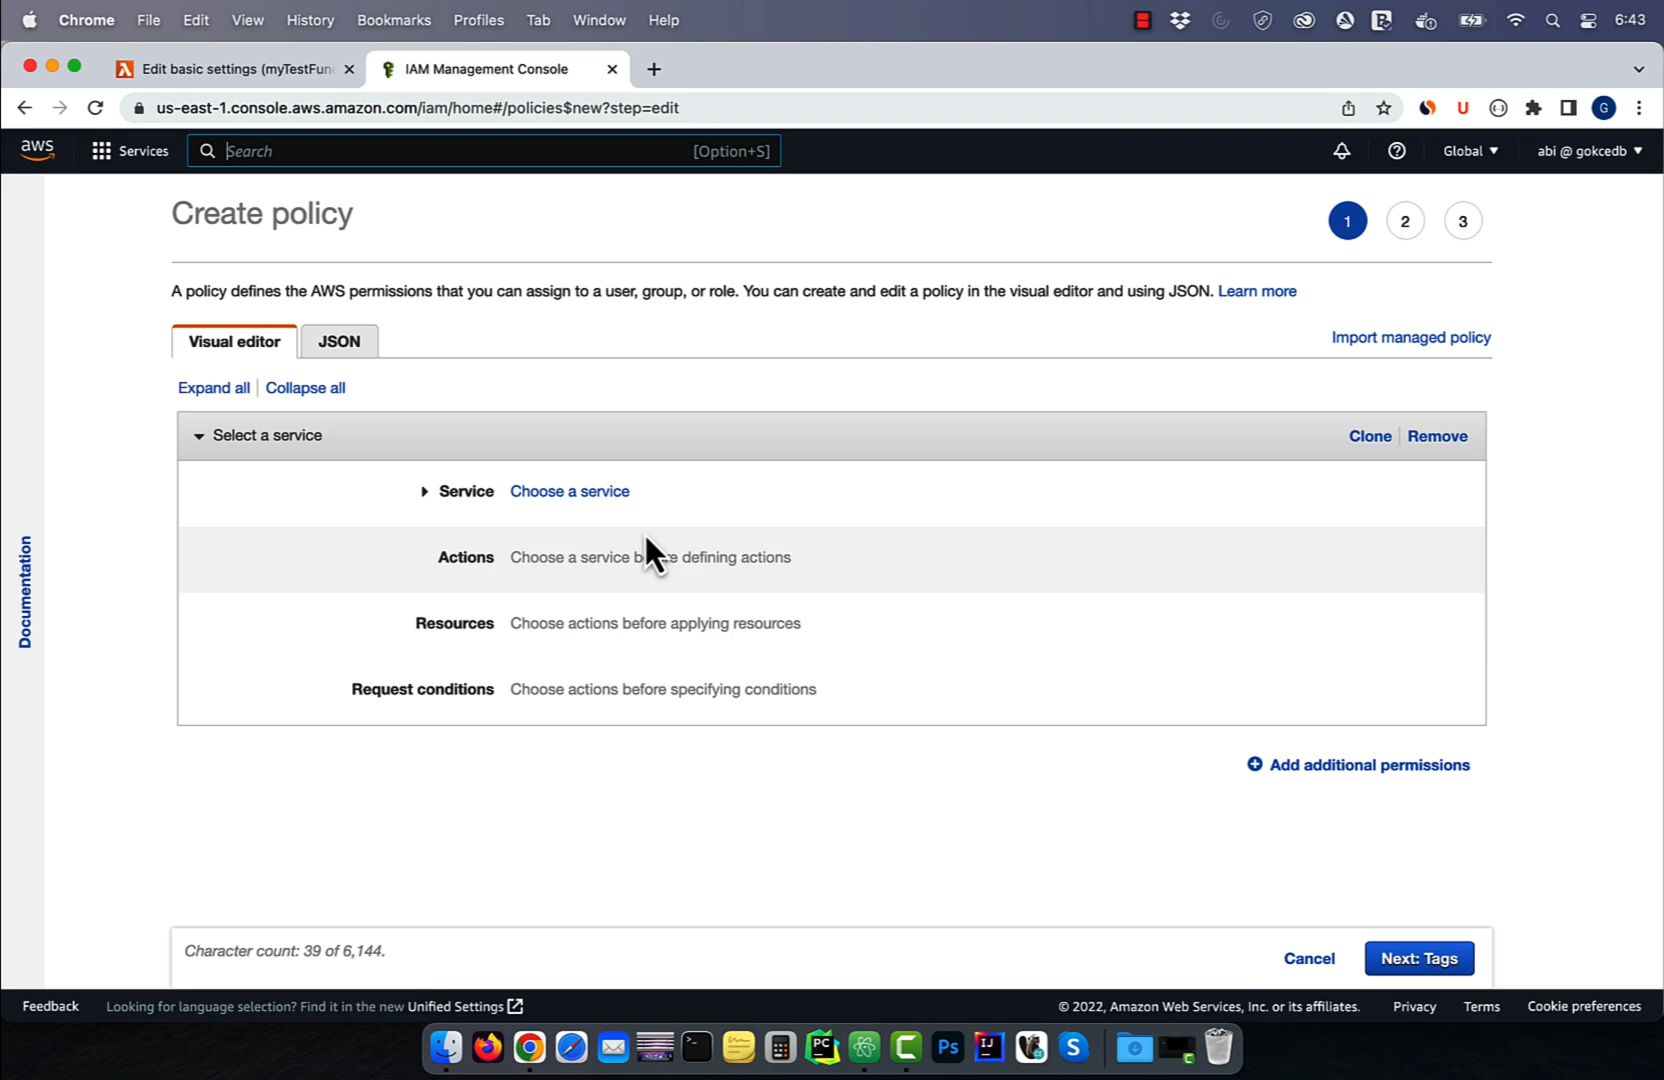 Chrome File Edit View History Bookmarks Profiles Tab Window Help 6:43
Edit basic settings (myTestFun IAM Management Console
us-east-1.console.aws.amazon.com/iam/home#/policies$new?step=edit U G
aws Services Search [Option+S] Global abi @ gokcedb
Create policy 1 2 3
A policy defines the AWS permissions that you can assign to a user, group, or role. You can create and edit a policy in the visual editor and using JSON. Learn more
Visual editor JSON Import managed policy
Expand all Collapse all
Select a service Clone Remove
Service Choose a service
Actions Choose a service defining actions
Documentation
Resources Choose actions before applying resources
Request conditions Choose actions before specifying conditions
Add additional permissions
Character count: 39 of 6,144. Cancel Next: Tags
Feedback Looking for language selection? Find it in the new Unified Settings © 2022, Amazon Web Services, Inc. or its affiliates. Privacy Terms Cookie preferences
PC Ps IJ